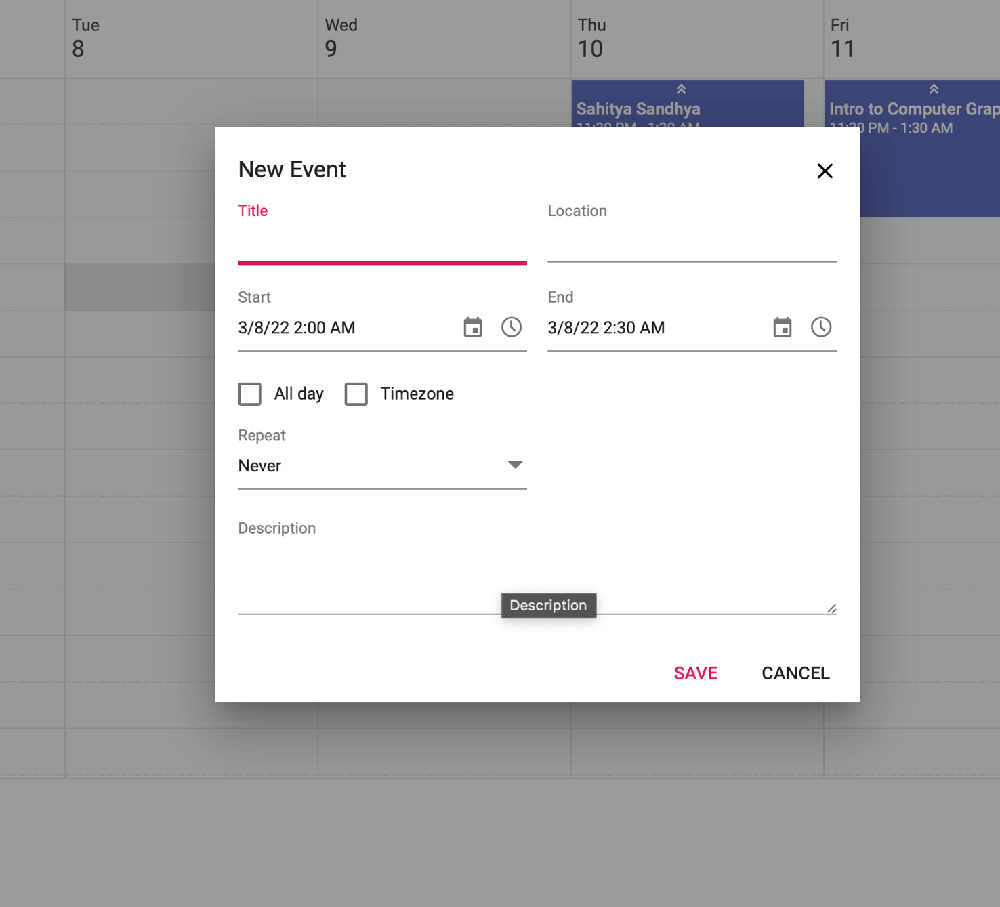 Tue
8
Wed
9
Thu
10
Fri
11
Sahitya Sandhya
11:30 PM - 1:30 AM
Intro to Computer Grap
11:30 PM - 1:30 AM
New Event
Title
Location
Start
3/8/22 2:00 AM
End
3/8/22 2:30 AM
All day
Timezone
Repeat
Never
Description
Description
SAVE
CANCEL